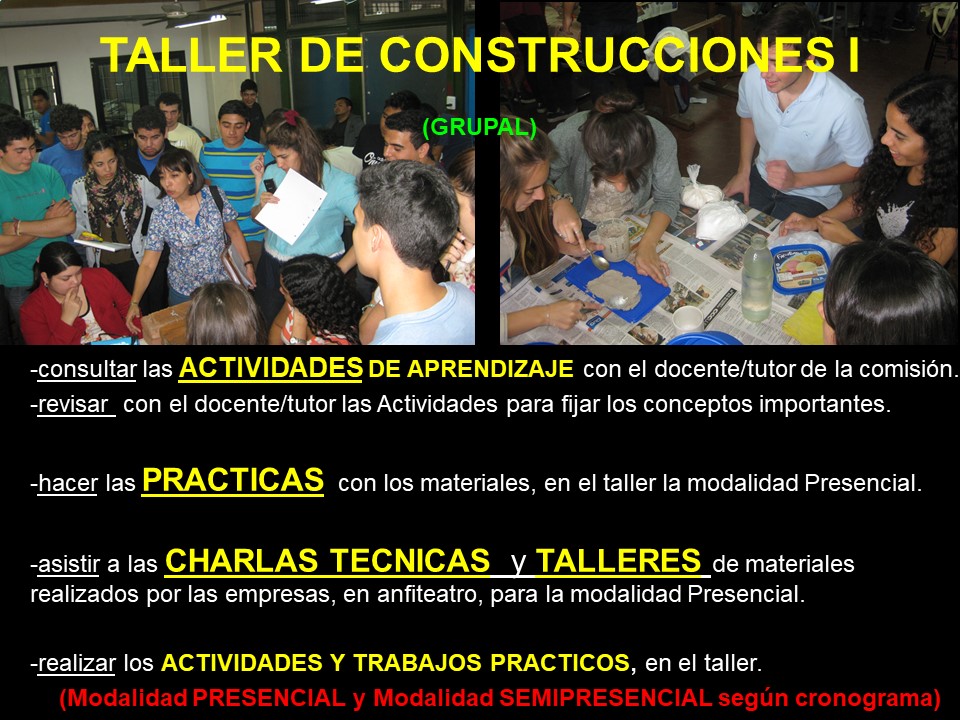 TALLER DE CONSTRUCCIONES I
(GRUPAL)
-consultar las ACTIVIDADES DE APRENDIZAJE con el docente/tutor de la comisión.
-revisar con el docente/tutor las Actividades para fijar los conceptos importantes.
-hacer las PRACTICAS con los materiales, en el taller la modalidad Presencial.
-asistir a las CHARLAS TECNICAS y TALLERES de materiales
realizados por las empresas, en anfiteatro, para la modalidad Presencial.
-realizar los ACTIVIDADES Y TRABAJOS PRACTICOS, en el taller.
(Modalidad PRESENCIAL y Modalidad SEMIPRESENCIAL según cronograma)